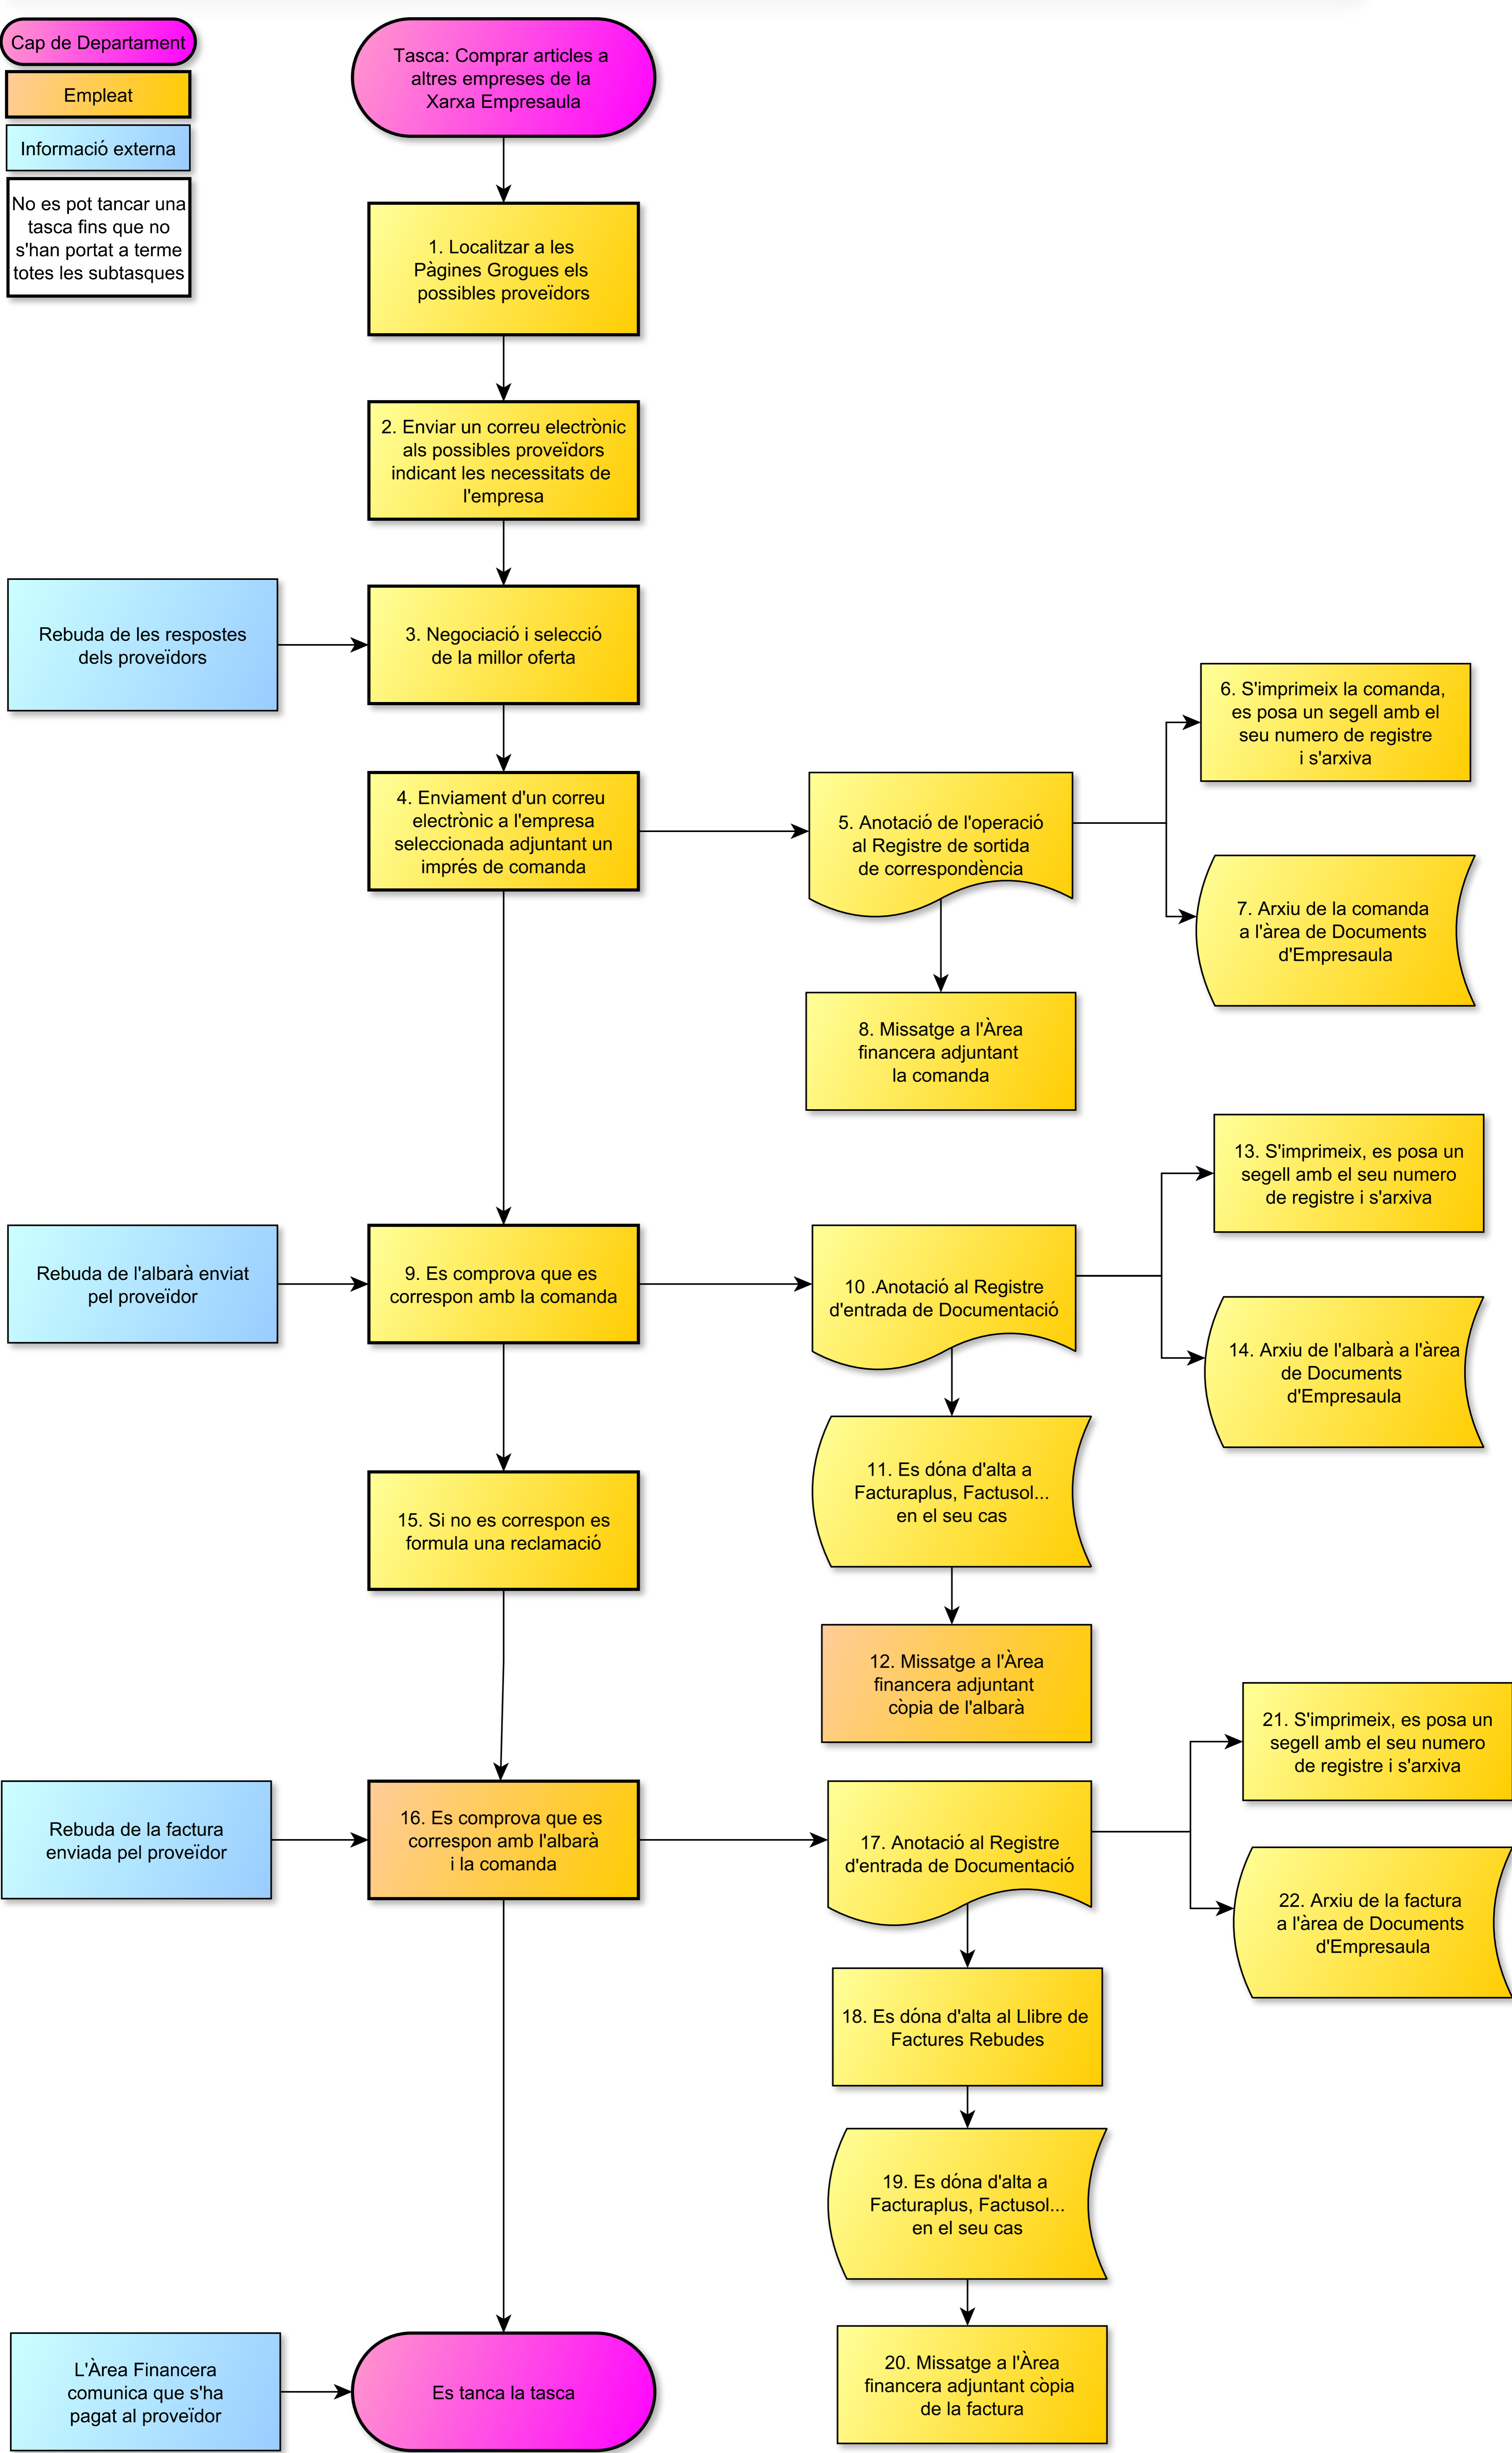 Cap de Departament
Empleat
Informació externa
No es pot tancar una
tasca fins que no
s'han portat a terme
totes les subtasques
Tasca: Comprar articles a
altres empreses de la
Xarxa Empresaula
1. Localitzar a les
Pàgines Grogues els
possibles proveïdors
2. Enviar un correu electrònic
als possibles proveïdors
indicant les necessitats de
l'empresa
Rebuda de les respostes
dels proveïdors
3. Negociació i selecció
de la millor oferta
4. Enviament d'un correu
electrònic a l'empresa
seleccionada adjuntant un
imprés de comanda
5. Anotació de l'operació
al Registre de sortida
de correspondència
6. S'imprimeix la comanda,
es posa un segell amb el
seu numero de registre
i s'arxiva
7. Arxiu de la comanda
a l'àrea de Documents
d'Empresaula
8. Missatge a l'Àrea
financera adjuntant
la comanda
Rebuda de l'albarà enviat
pel proveïdor
9. Es comprova que es
correspon amb la comanda
10 .Anotació al Registre
d'entrada de Documentació
13. S'imprimeix, es posa un
segell amb el seu numero
de registre i s'arxiva
14. Arxiu de l'albarà a l'àrea
de Documents
d'Empresaula
11. Es dóna d'alta a
Facturaplus, Factusol...
en el seu cas
12. Missatge a l'Àrea
financera adjuntant
còpia de l'albarà
15. Si no es correspon es
formula una reclamació
Rebuda de la factura
enviada pel proveïdor
16. Es comprova que es
correspon amb l'albarà
i la comanda
17. Anotació al Registre
d'entrada de Documentació
21. S'imprimeix, es posa un
segell amb el seu numero
de registre i s'arxiva
22. Arxiu de la factura
a l'àrea de Documents
d'Empresaula
18. Es dóna d'alta al Llibre de
Factures Rebudes
19. Es dóna d'alta a
Facturaplus, Factusol...
en el seu cas
20. Missatge a l'Àrea
financera adjuntant còpia
de la factura
L'Àrea Financera
comunica que s'ha
pagat al proveïdor
Es tanca la tasca